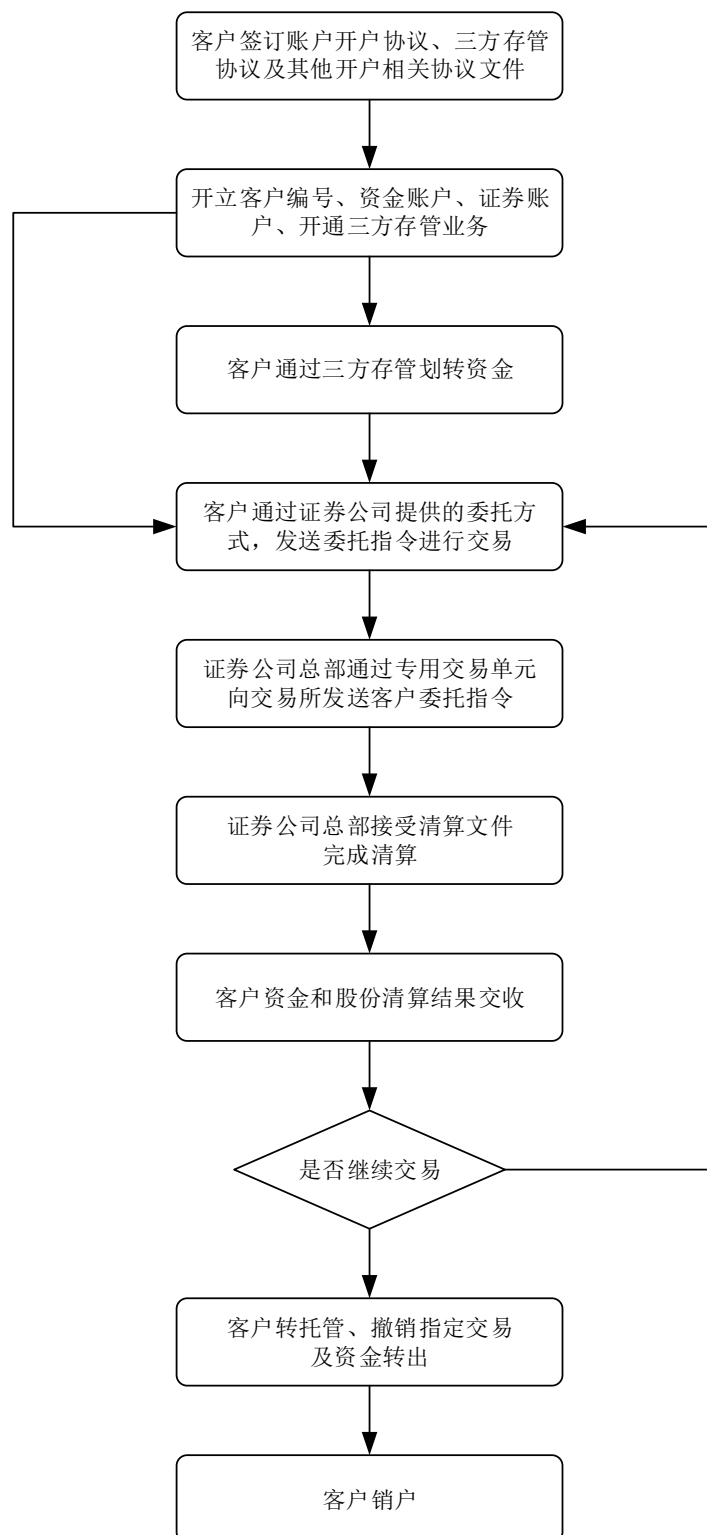 客户签订账户开户协议、三方存管
协议及其他开户相关协议文件
开立客户编号、资金账户、证券账
户、开通三方存管业务
客户通过三方存管划转资金
客户通过证券公司提供的委托方
式，发送委托指令进行交易
证券公司总部通过专用交易单元
向交易所发送客户委托指令
证券公司总部接受清算文件
完成清算
客户资金和股份清算结果交收
是否继续交易
客户转托管、撤销指定交易
及资金转出
客户销户